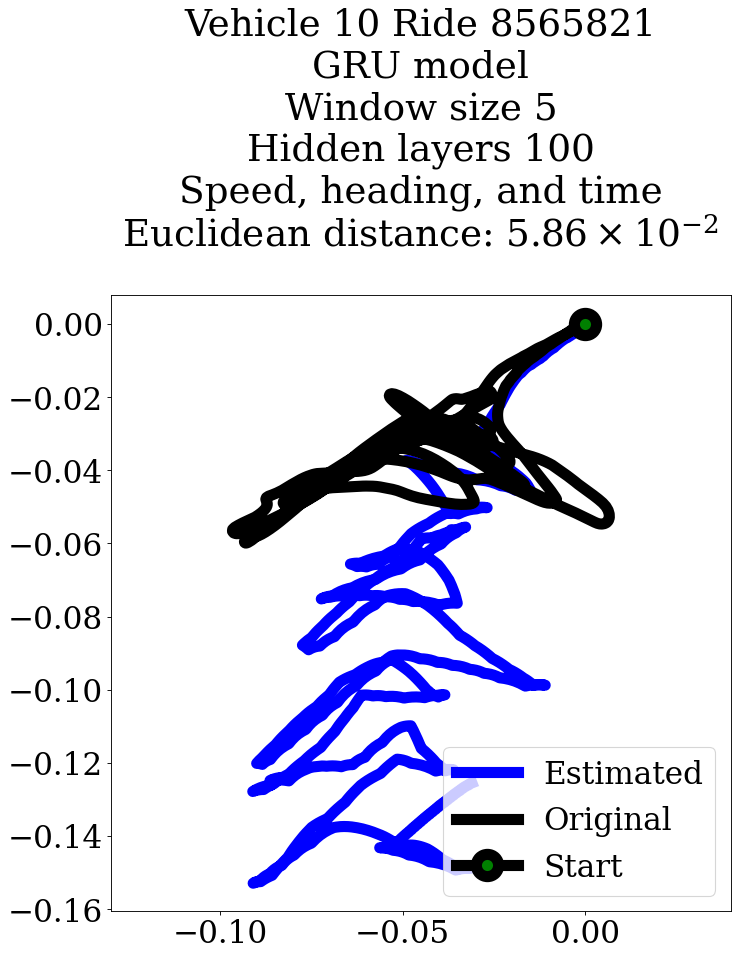 Vehicle 10 Ride 8565821
GRU model
Window size 5
Hidden layers 100
Speed, heading, and time
Euclidean distance: 5.86 × 10⁻²
0.00
−0.02
−0.04
−0.06
−0.08
−0.10
−0.12
−0.14
−0.16
−0.10
−0.05
0.00
Estimated
Original
Start